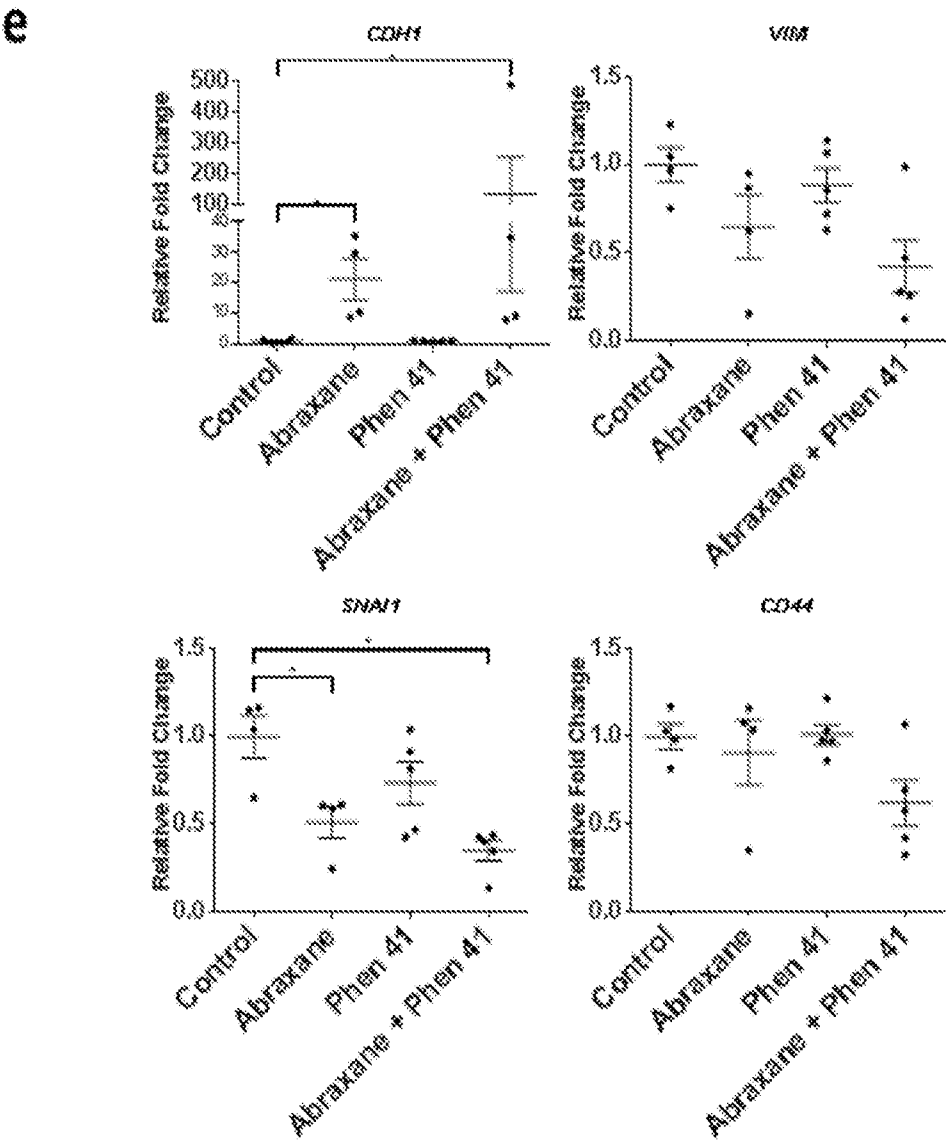 e
CDH1
Relative Fold Change
Relative Fold Change
500
400
300
200
100
40
30
20
10
0
Control
Abraxane
Phen 41
Abraxane + Phen 41
VIM
Relative Fold Change
1.5
1.0
0.5
0.0
Control
Abraxane
Phen 41
Abraxane + Phen 41
SNAI1
Relative Fold Change
1.5
1.0
0.5
0.0
*
*
Control
Abraxane
Phen 41
Abraxane + Phen 41
CD44
Relative Fold Change
1.5
1.0
0.5
0.0
Control
Abraxane
Phen 41
Abraxane + Phen 41